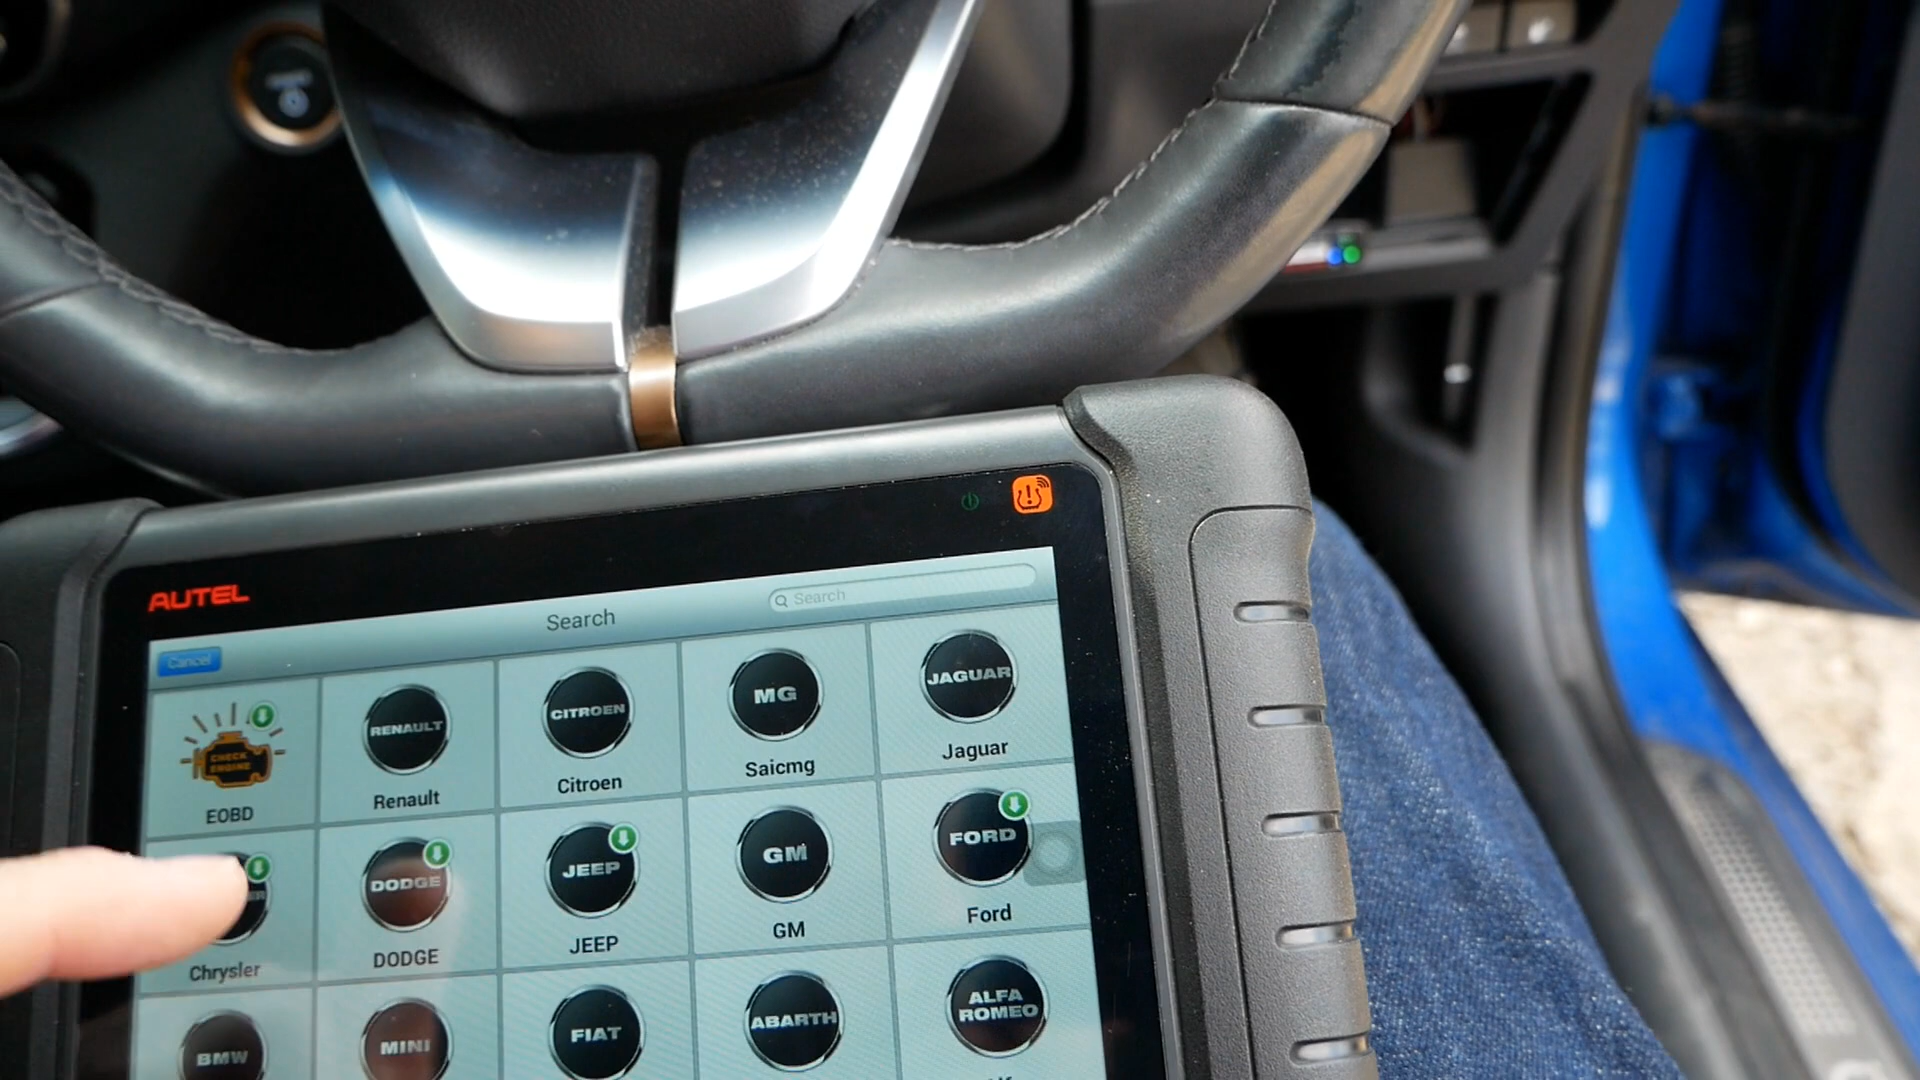 AUTEL
Search
Search
Cancel
CHECK
ENGINE
RENAULT
CITROEN
MG
JAGUAR
EOBD
Renault
Citroen
Saicmg
Jaguar
DODGE
JEEP
GM
FORD
Chrysler
DODGE
JEEP
GM
Ford
BMW
MINI
FIAT
ABARTH
ALFA
ROMEO